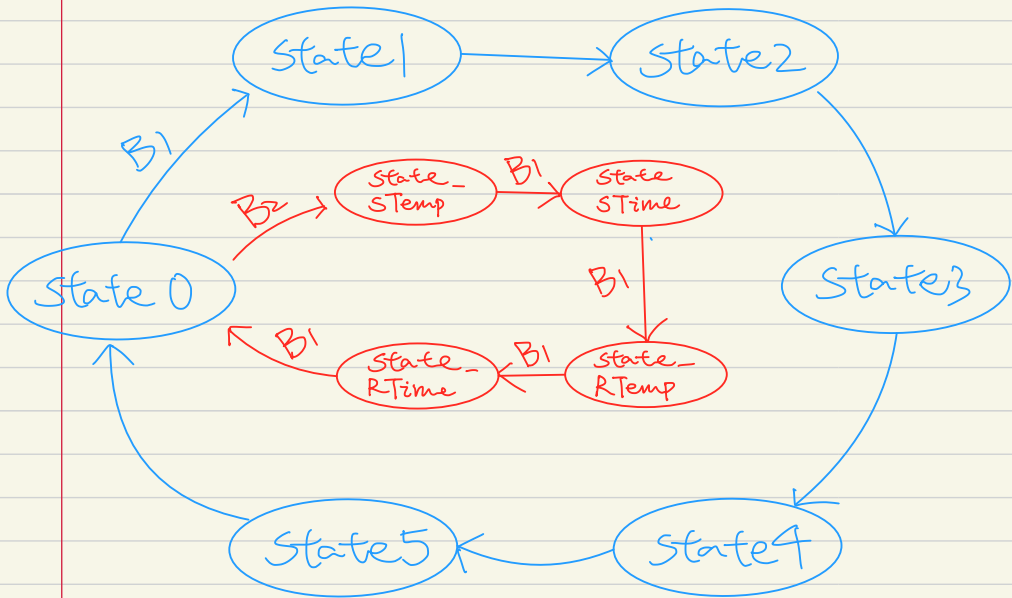 State1
State2
B1
State_
STemp
B1
State
STime
B2
State 0
B1
State3
B1
State_
RTime
B1
State_
RTemp
State5
State4